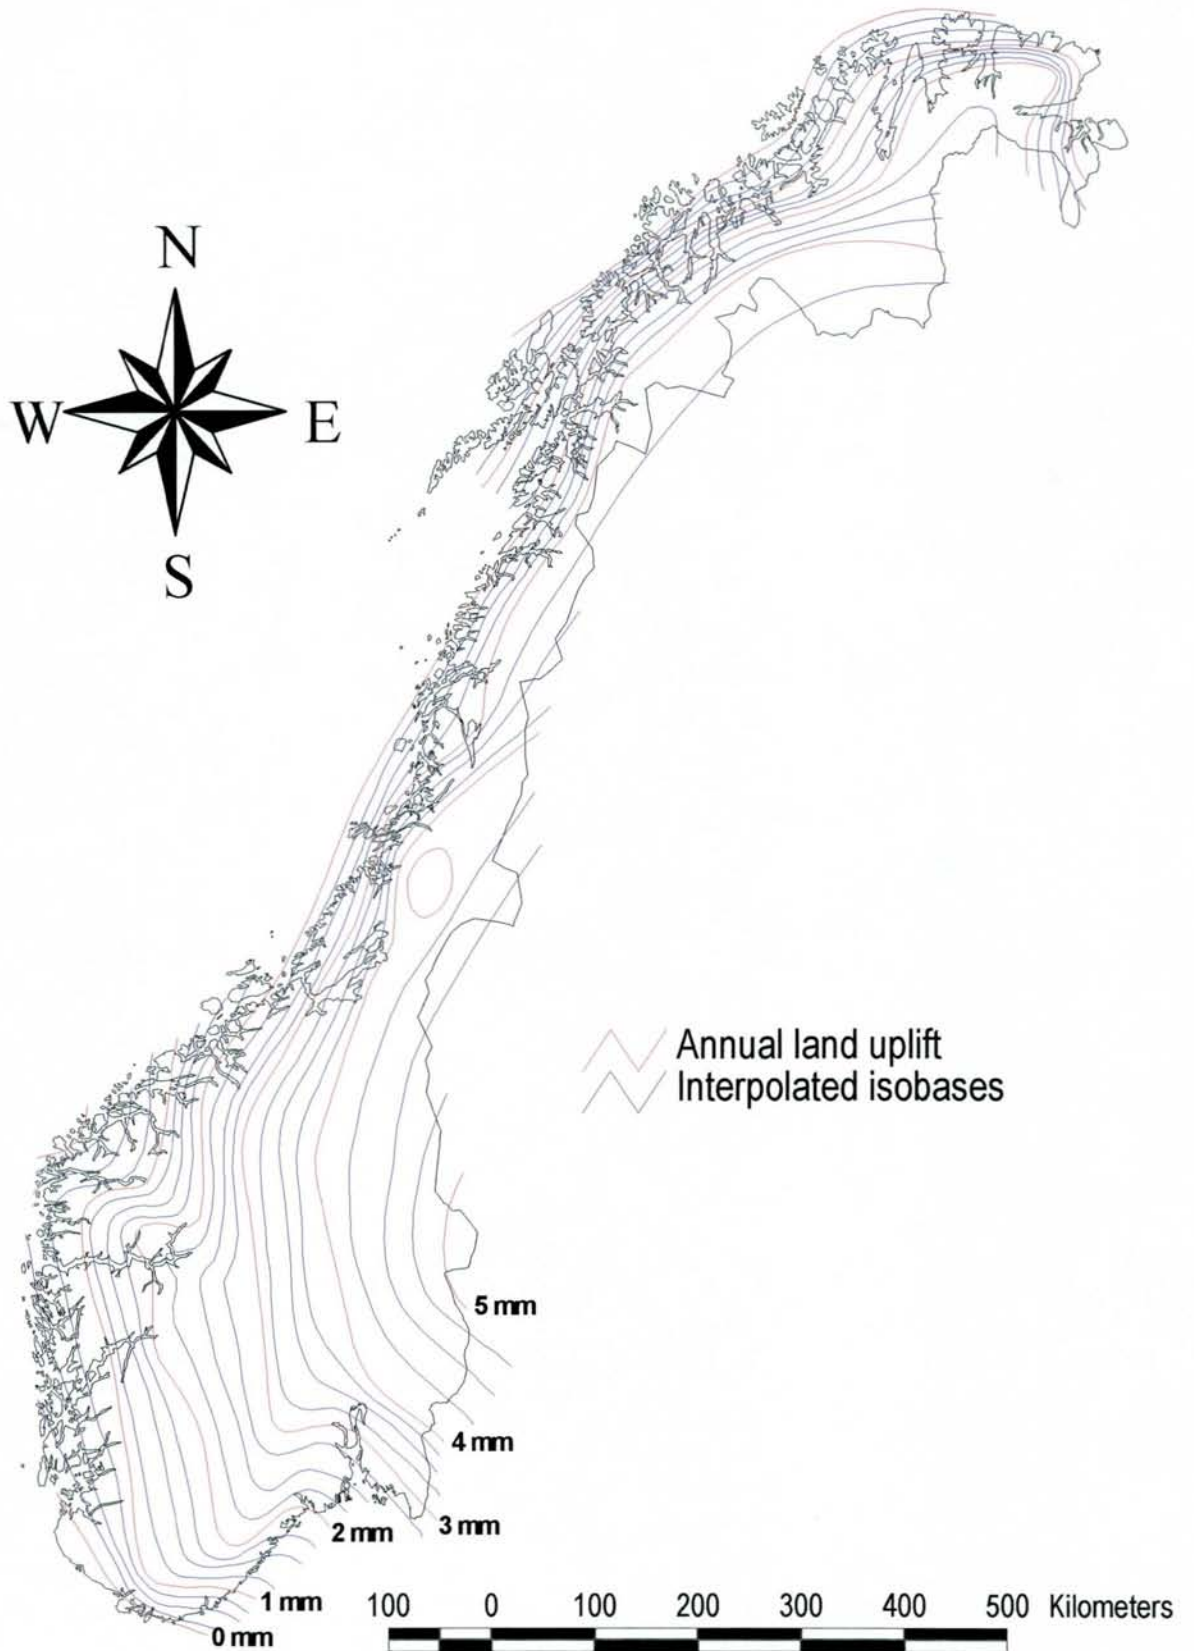 N
W E
S
Annual land uplift
Interpolated isobases
5 mm
4 mm
3 mm
2 mm
1 mm
0 mm
100 0 100 200 300 400 500 Kilometers